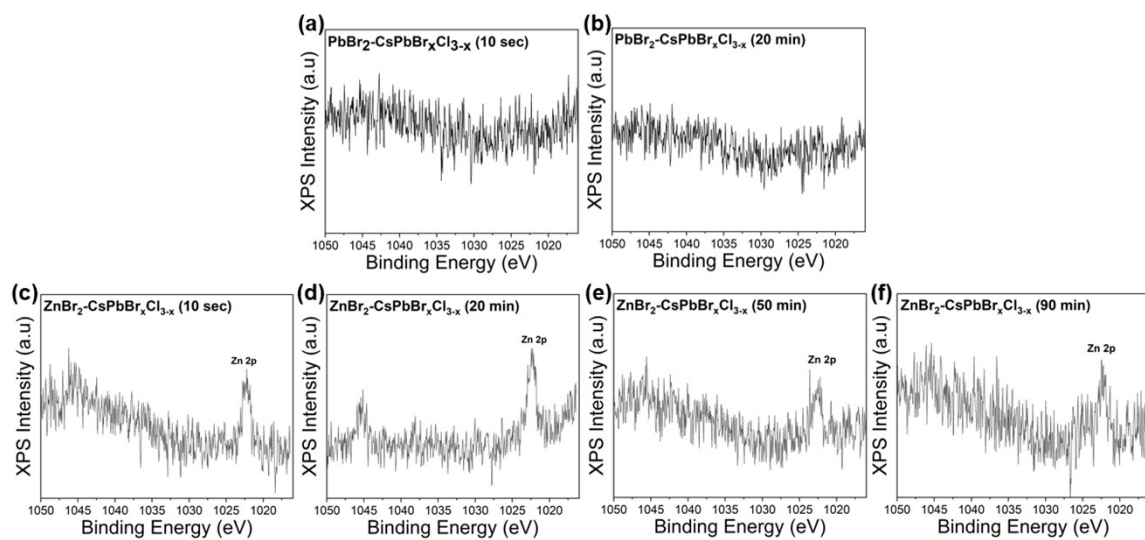 (a)
PbBr₂-CsPbBrₓCl₃₋ₓ (10 sec)
XPS Intensity (a.u)
1050 1045 1040 1035 1030 1025 1020
Binding Energy (eV)
(b)
PbBr₂-CsPbBrₓCl₃₋ₓ (20 min)
XPS Intensity (a.u)
1050 1045 1040 1035 1030 1025 1020
Binding Energy (eV)
(c)
ZnBr₂-CsPbBrₓCl₃₋ₓ (10 sec)
Zn 2p
XPS Intensity (a.u)
1050 1045 1040 1035 1030 1025 1020
Binding Energy (eV)
(d)
ZnBr₂-CsPbBrₓCl₃₋ₓ (20 min)
Zn 2p
XPS Intensity (a.u)
1050 1045 1040 1035 1030 1025 1020
Binding Energy (eV)
(e)
ZnBr₂-CsPbBrₓCl₃₋ₓ (50 min)
Zn 2p
XPS Intensity (a.u)
1050 1045 1040 1035 1030 1025 1020
Binding Energy (eV)
(f)
ZnBr₂-CsPbBrₓCl₃₋ₓ (90 min)
Zn 2p
XPS Intensity (a.u)
1050 1045 1040 1035 1030 1025 1020
Binding Energy (eV)